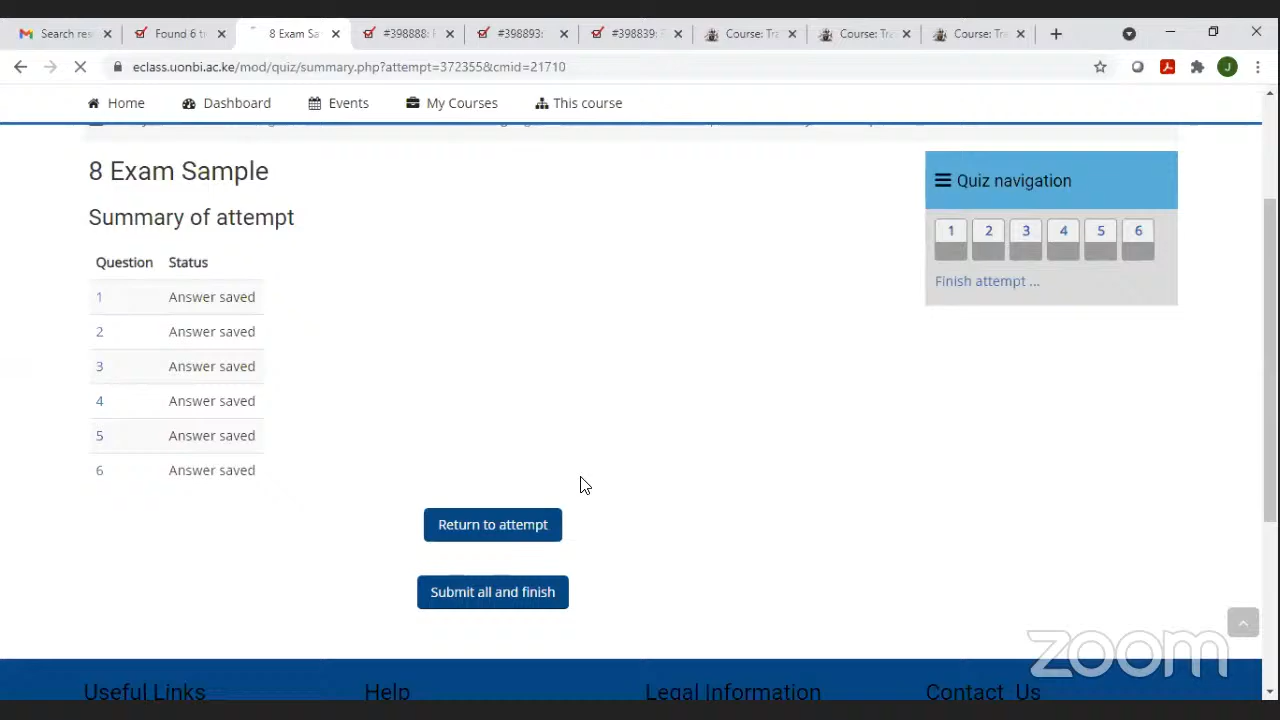 Search res
Found 6 t
8 Exam Sa
#398888:
#398893:
#398839:
Course: Tra
Course: Tra
Course: Tra
eclass.uonbi.ac.ke/mod/quiz/summary.php?attempt=372355&cmid=21710
J
Home Dashboard Events My Courses This course
8 Exam Sample
Summary of attempt
Question Status
1 Answer saved
2 Answer saved
3 Answer saved
4 Answer saved
5 Answer saved
6 Answer saved
Return to attempt
Submit all and finish
Quiz navigation
1 2 3 4 5 6
Finish attempt ...
zoom
Useful Links Help Legal Information Contact Us